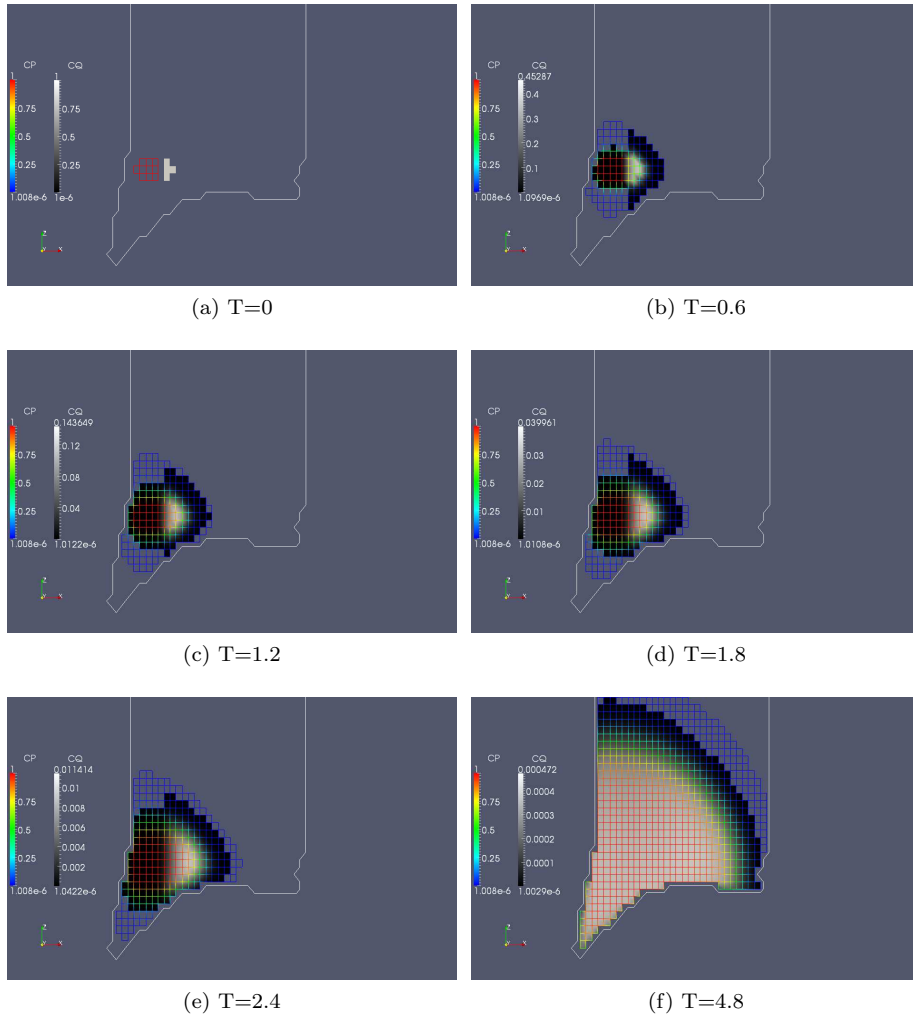 CP CQ
1 1
0.75 0.75
0.5 0.5
0.25 0.25
1.008e-6 1e-6
Z
Y X
(a) T=0
CP CQ
1 0.45287
0.75 0.4
0.5 0.3
0.2
0.25 0.1
1.008e-6 1.0969e-6
Z
Y X
(b) T=0.6
CP CQ
1 0.143649
0.75 0.12
0.5 0.08
0.25 0.04
1.008e-6 1.0122e-6
Z
Y X
(c) T=1.2
CP CQ
1 0.039961
0.75 0.03
0.5 0.02
0.25 0.01
1.008e-6 1.0108e-6
Z
Y X
(d) T=1.8
CP CQ
1 0.011414
0.01
0.75 0.008
0.5 0.006
0.004
0.25 0.002
1.008e-6 1.0422e-6
Z
Y X
(e) T=2.4
CP CQ
1 0.000472
0.75 0.0004
0.0003
0.5 0.0002
0.25 0.0001
1.008e-6 1.0029e-6
Z
Y X
(f) T=4.8